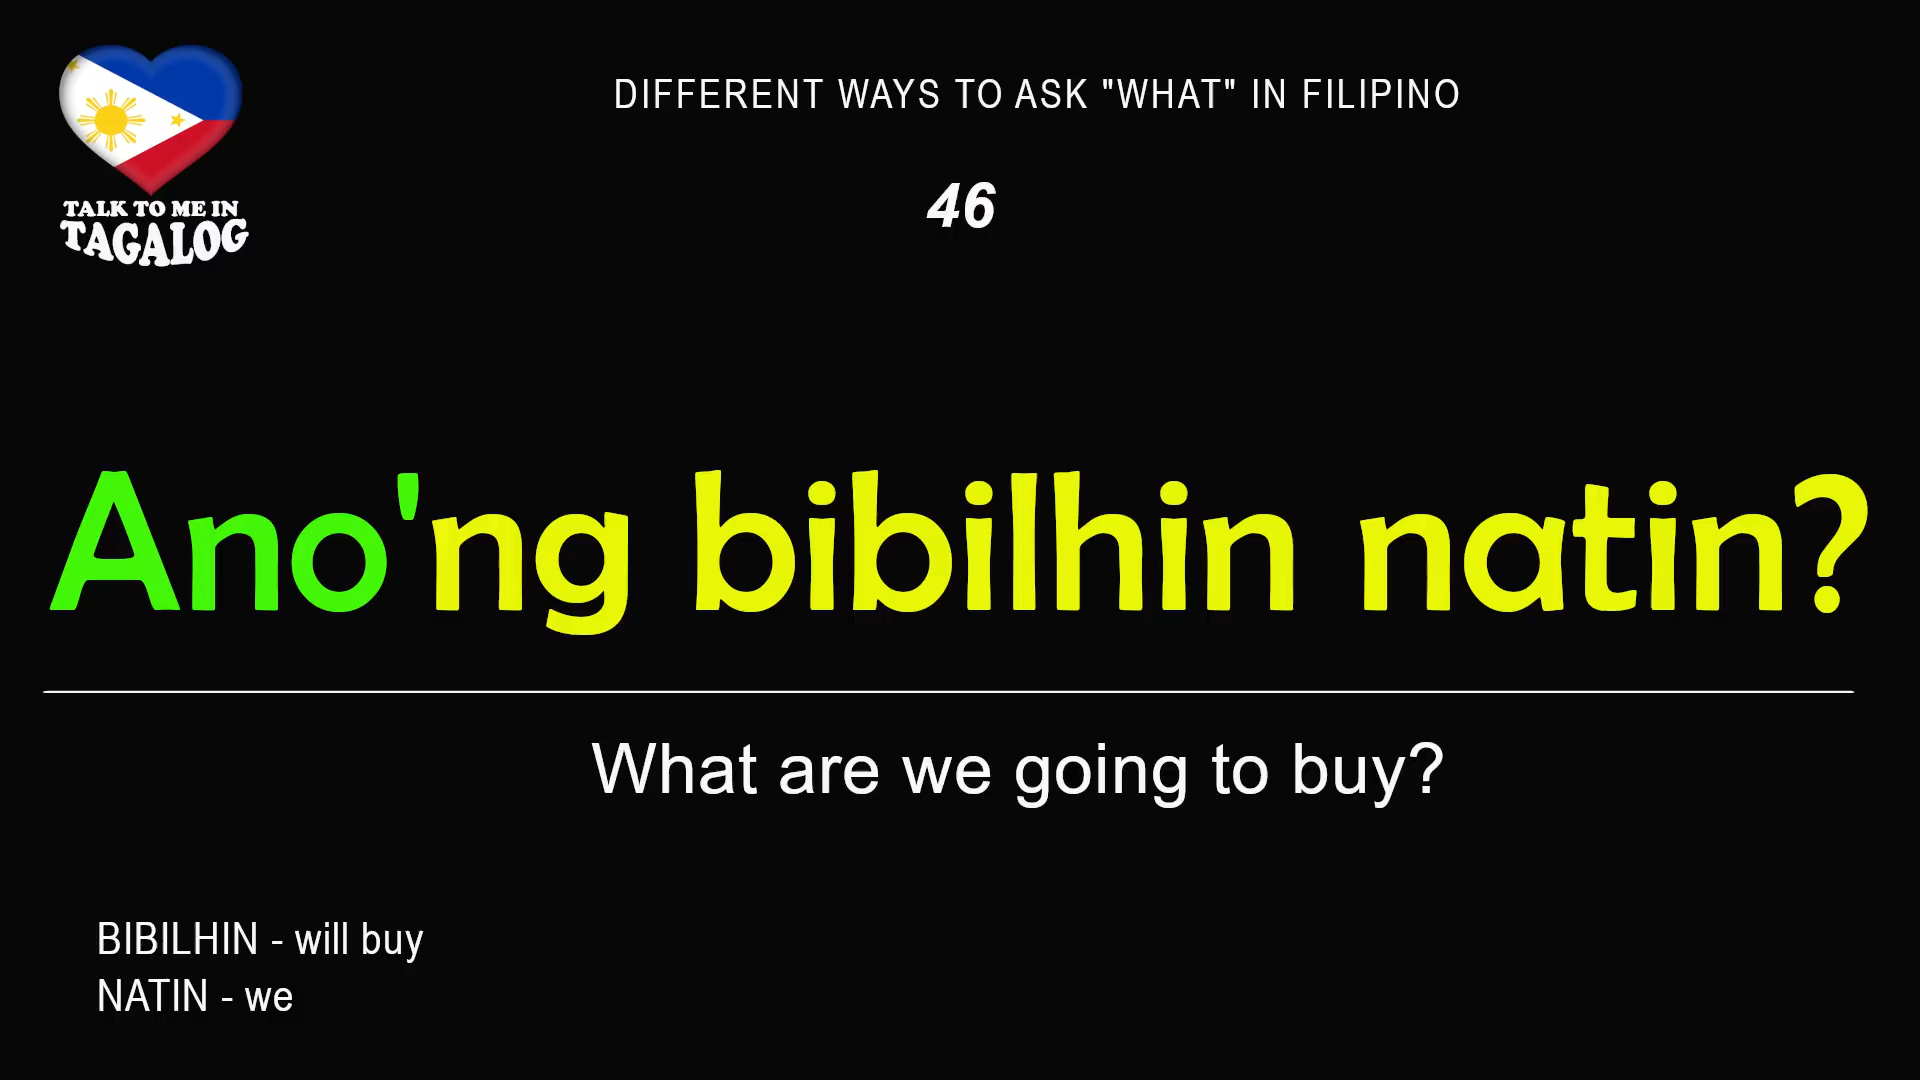 TALK TO ME IN
TAGALOG
DIFFERENT WAYS TO ASK "WHAT" IN FILIPINO
46
Ano'ng bibilhin natin?
What are we going to buy?
BIBILHIN - will buy
NATIN - we